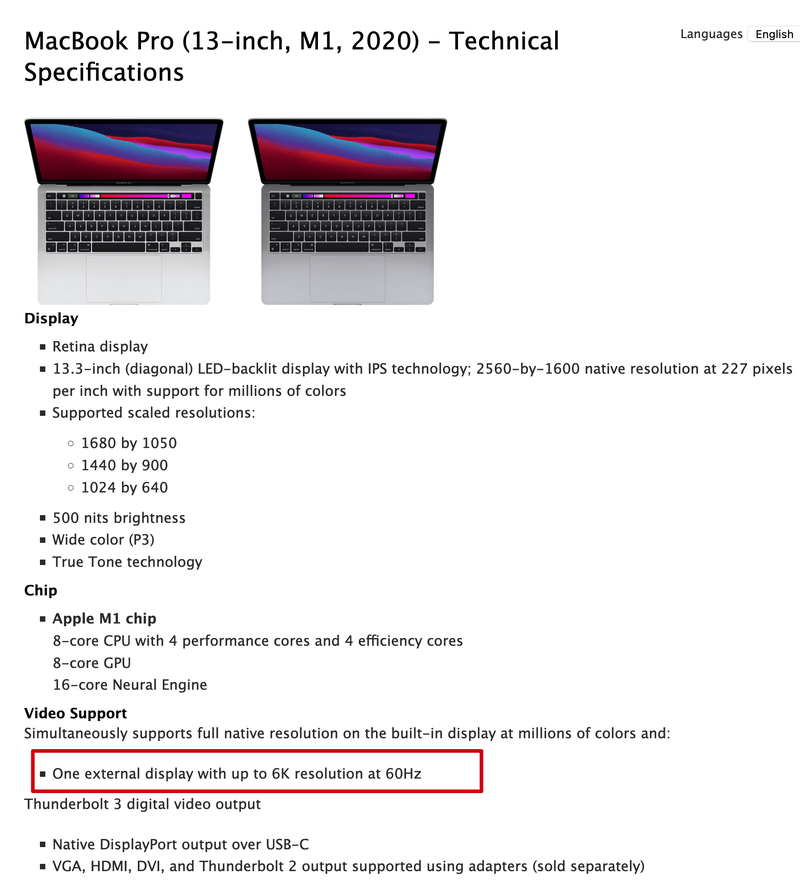 MacBook Pro (13-inch, M1, 2020) - Technical
Specifications
Languages English
Display
Retina display
13.3-inch (diagonal) LED-backlit display with IPS technology; 2560-by-1600 native resolution at 227 pixels
per inch with support for millions of colors
Supported scaled resolutions:
1680 by 1050
1440 by 900
1024 by 640
500 nits brightness
Wide color (P3)
True Tone technology
Chip
Apple M1 chip
8-core CPU with 4 performance cores and 4 efficiency cores
8-core GPU
16-core Neural Engine
Video Support
Simultaneously supports full native resolution on the built-in display at millions of colors and:
One external display with up to 6K resolution at 60Hz
Thunderbolt 3 digital video output
Native DisplayPort output over USB-C
VGA, HDMI, DVI, and Thunderbolt 2 output supported using adapters (sold separately)